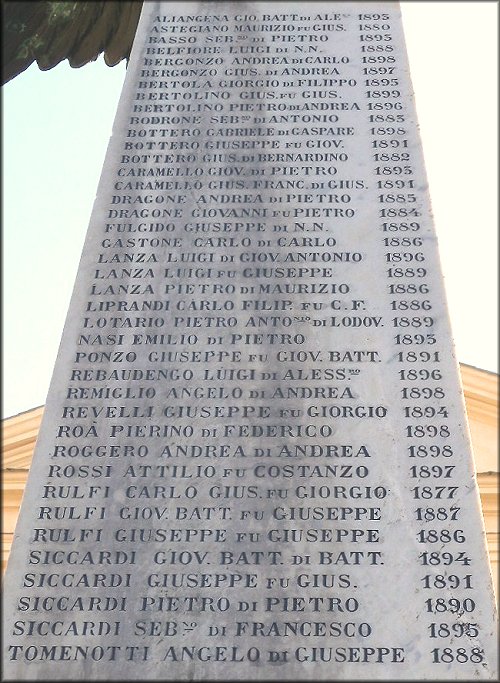 ALIANGENA GIO. BATT. DI ALE.NO 1895
ASTEGIANO MAURIZIO FU GIUS. 1880
BASSO SEB.NO DI PIETRO 1895
BELFIORE LUIGI DI N.N. 1888
BERGONZO ANDREA DI CARLO 1898
BERGONZO GIUS. DI ANDREA 1897
BERTOLA GIORGIO DI FILIPPO 1895
BERTOLINO GIUS. FU GIUS. 1899
BERTOLINO PIETRO DI ANDREA 1896
BODRONE SEB.NO DI ANTONIO 1885
BOTTERO GABRIELE DI GASPARE 1898
BOTTERO GIUSEPPE FU GIOV. 1891
BOTTERO GIUS. DI BERNARDINO 1882
CARAMELLO GIOV. DI PIETRO 1893
CARAMELLO GIUS. FRANC. DI GIUS. 1891
DRAGONE ANDREA DI PIETRO 1885
DRAGONE GIOVANNI FU PIETRO 1884
FULGIDO GIUSEPPE DI N.N. 1889
GASTONE CARLO DI CARLO 1886
LANZA LUIGI DI GIOV. ANTONIO 1896
LANZA LUIGI FU GIUSEPPE 1889
LANZA PIETRO DI MAURIZIO 1886
LIPRANDI CARLO FILIP. FU C.F. 1886
LOTARIO PIETRO ANTO.NIO DI LODOV. 1889
NASI EMILIO DI PIETRO 1893
PONZO GIUSEPPE FU GIOV. BATT. 1891
REBAUDENGO LUIGI DI ALESS.RO 1896
REMIGLIO ANGELO DI ANDREA 1898
REVELLI GIUSEPPE FU GIORGIO 1894
ROÀ PIERINO DI FEDERICO 1898
ROGGERO ANDREA DI ANDREA 1898
ROSSI ATTILIO FU COSTANZO 1897
RULFI CARLO GIUS. FU GIORGIO 1877
RULFI GIOV. BATT. FU GIUSEPPE 1887
RULFI GIUSEPPE FU GIUSEPPE 1886
SICCARDI GIOV. BATT. DI BATT. 1894
SICCARDI GIUSEPPE FU GIUS. 1891
SICCARDI PIETRO DI PIETRO 1890
SICCARDI SEB.NO DI FRANCESCO 1895
TOMENOTTI ANGELO DI GIUSEPPE 1888